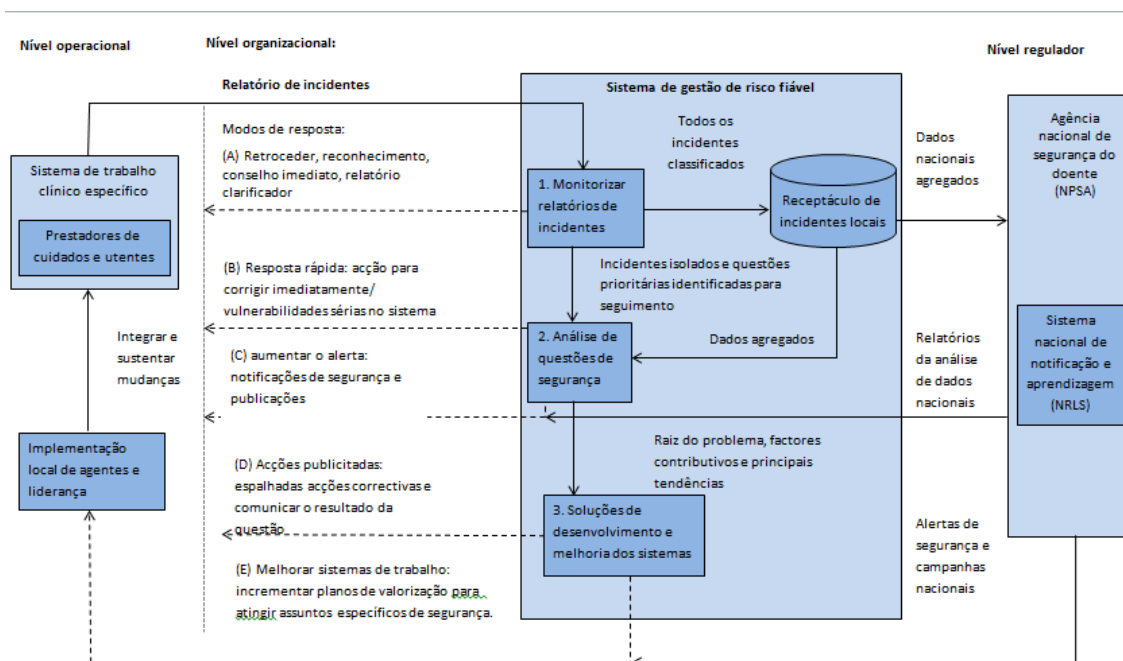 Nível operacional
Nível organizacional:
Nível regulador
Relatório de incidentes
Sistema de gestão de risco fiável
Modos de resposta:
(A) Retroceder, reconhecimento,
conselho imediato, relatório
clarificador
Todos os
incidentes
classificados
Dados
nacionais
agregados
Agência
nacional de
segurança do
doente
(NPSA)
Sistema de trabalho
clínico específico
Prestadores de
cuidados e utentes
1. Monitorizar
relatórios de
incidentes
Receptáculo de
incidentes locais
(B) Resposta rápida: acção para
corrigir imediatamente/
vulnerabilidades sérias no sistema
Incidentes isolados e questões
prioritárias identificadas para
seguimento
Integrar e
sustentar
mudanças
(C) aumentar o alerta:
notificações de segurança e
publicações
2. Análise de
questões de
segurança
Dados agregados
Relatórios
da análise
de dados
nacionais
Sistema
nacional de
notificação e
aprendizagem
(NRLS)
Implementação
local de agentes e
liderança
(D) Acções publicitadas:
espalhadas acções correctivas e
comunicar o resultado da
questão
Raiz do problema, factores
contributivos e principais
tendências
3. Soluções de
desenvolvimento e
melhoria dos sistemas
Alertas de
segurança e
campanhas
nacionais
(E) Melhorar sistemas de trabalho:
incrementar planos de valorização para
atingir assuntos específicos de segurança.